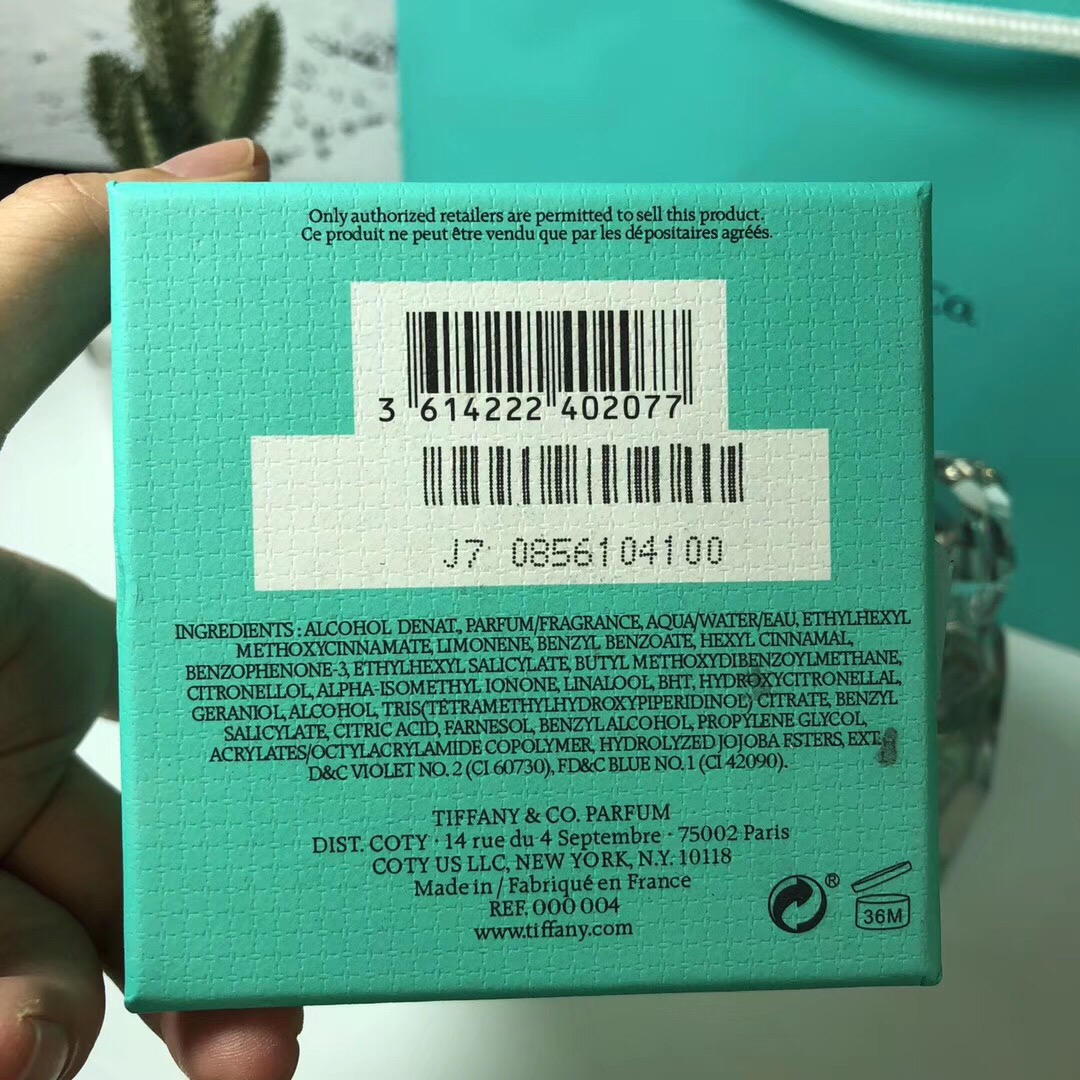 Only authorized retailers are permitted to sell this product.
Ce produit ne peut être vendu que par les dépositaires agréés.
Co.
3 614222 402077
J7 0856104100
INGREDIENTS : ALCOHOL DENAT., PARFUM/FRAGRANCE, AQUA/WATER/EAU, ETHYLHEXYL
METHOXYCINNAMATE, LIMONENE, BENZYL BENZOATE, HEXYL CINNAMAL,
BENZOPHENONE-3, ETHYLHEXYL SALICYLATE, BUTYL METHOXYDIBENZOYLMETHANE,
CITRONELLOL, ALPHA-ISOMETHYL IONONE, LINALOOL, BHT, HYDROXYCITRONELLAL,
GERANIOL, ALCOHOL, TRIS(TETRAMETHYLHYDROXYPIPERIDINOL) CITRATE, BENZYL
SALICYLATE, CITRIC ACID, FARNESOL, BENZYL ALCOHOL, PROPYLENE GLYCOL,
ACRYLATES/OCTYLACRYLAMIDE COPOLYMER, HYDROLYZED JOJOBA ESTERS, EXT.
D&C VIOLET NO. 2 (CI 60730), FD&C BLUE NO. 1 (CI 42090).
TIFFANY & CO. PARFUM
DIST. COTY · 14 rue du 4 Septembre · 75002 Paris
COTY US LLC, NEW YORK, N.Y. 10118
Made in / Fabriqué en France
REF. 000 004
www.tiffany.com
®
36M